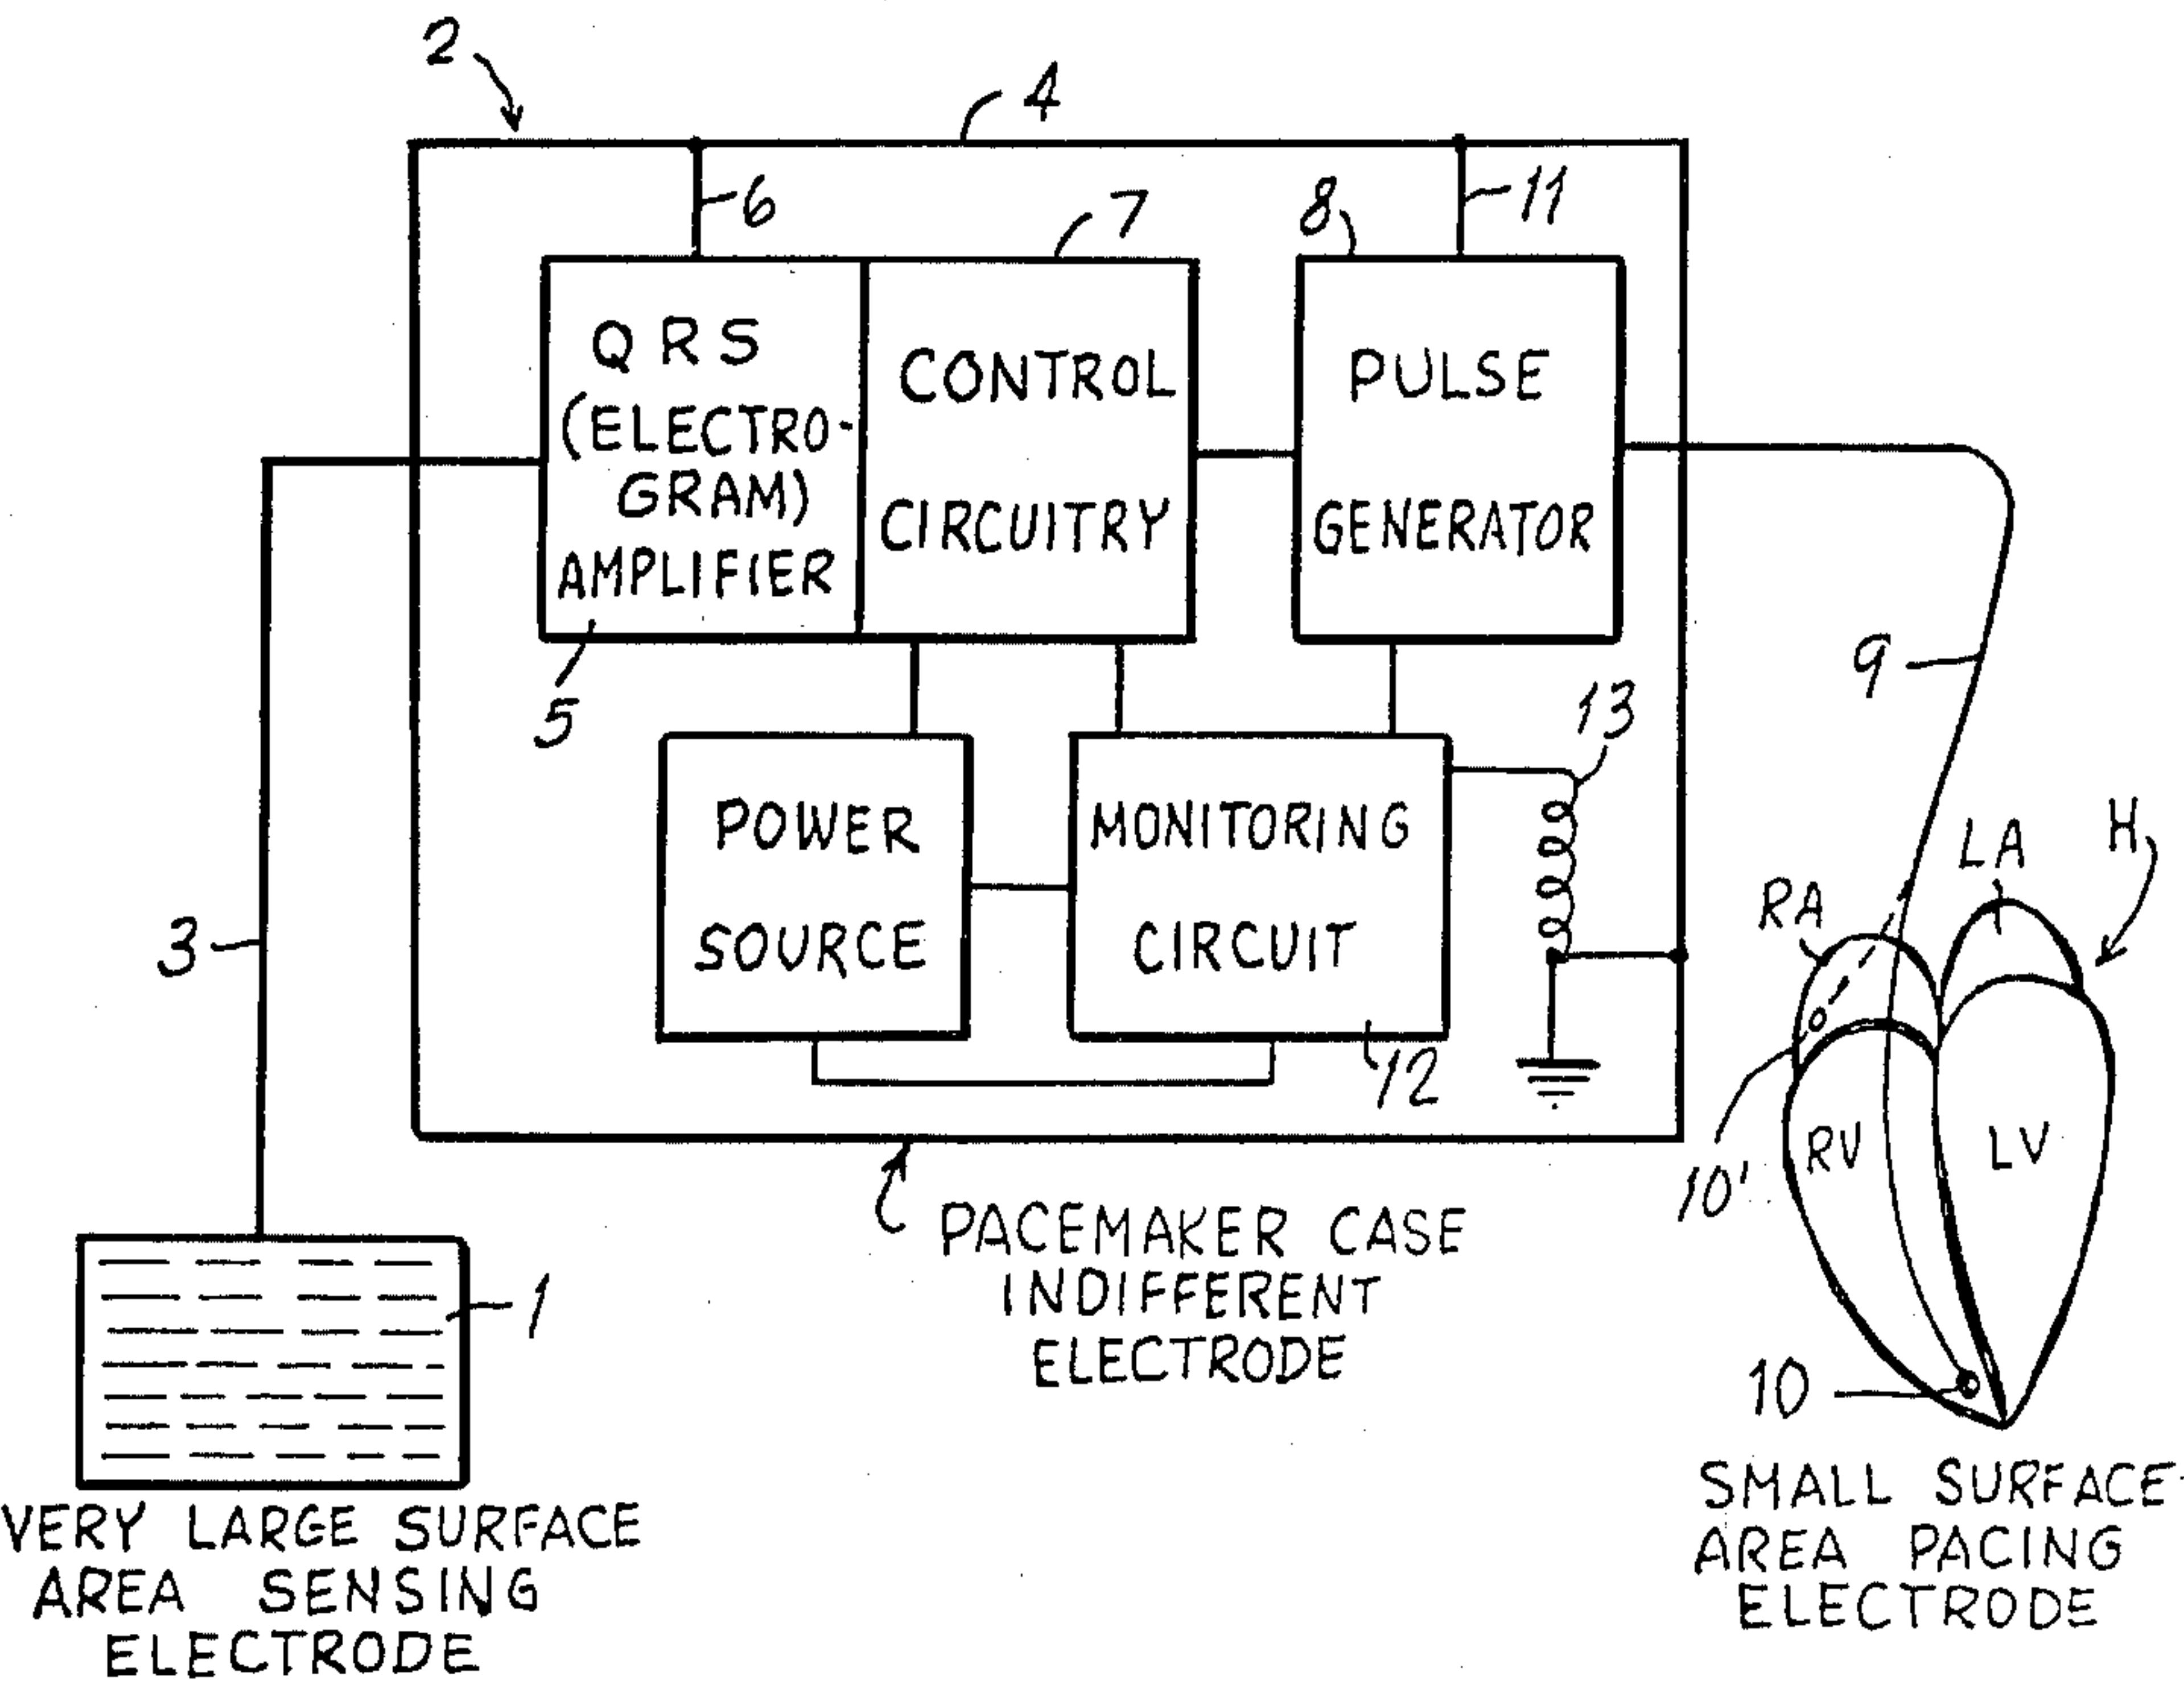 2
4
6
7
8
11
Q R S
(ELECTRO-
GRAM)
AMPLIFIER
5
CONTROL
CIRCUITRY
PULSE
GENERATOR
9
13
POWER
SOURCE
MONITORING
CIRCUIT
12
3
LA
H
RA
RV
LV
10'
10
PACEMAKER CASE
INDIFFERENT
ELECTRODE
1
VERY LARGE SURFACE
AREA SENSING
ELECTRODE
SMALL SURFACE
AREA PACING
ELECTRODE